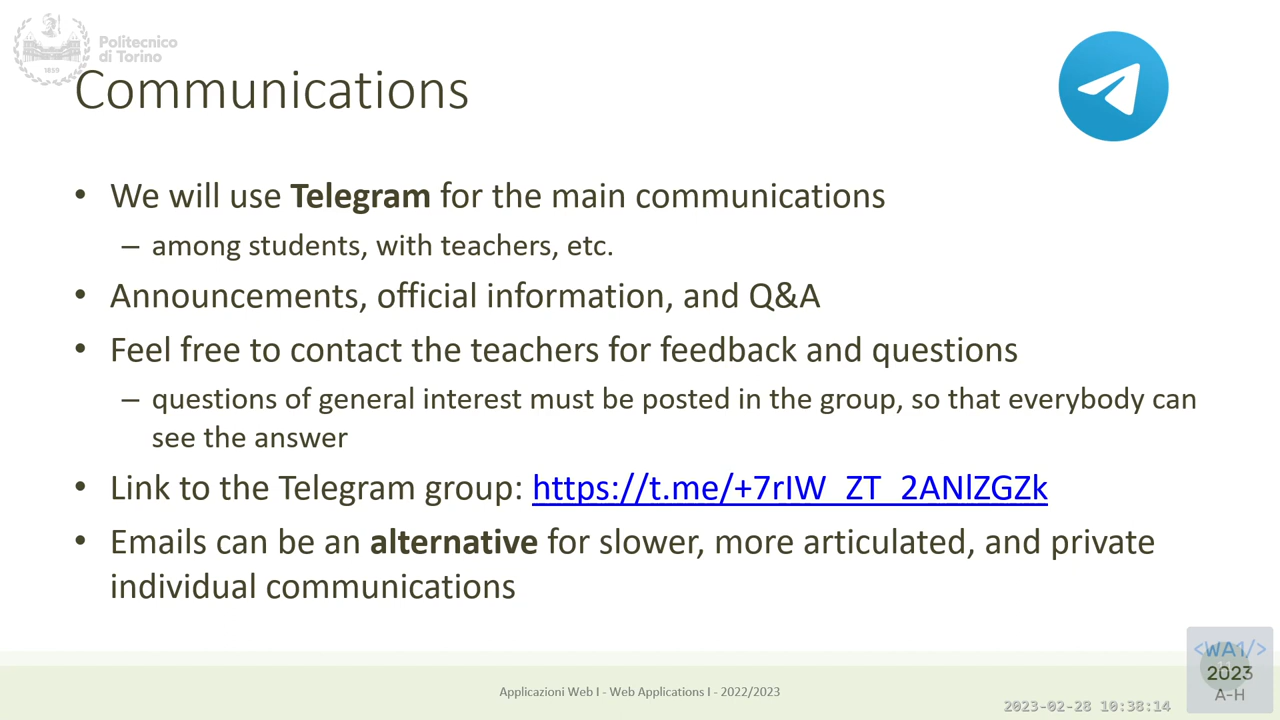 Politecnico
di Torino
1859
Communications
• We will use Telegram for the main communications
– among students, with teachers, etc.
• Announcements, official information, and Q&A
• Feel free to contact the teachers for feedback and questions
– questions of general interest must be posted in the group, so that everybody can
see the answer
• Link to the Telegram group: https://t.me/+7rIW_ZT_2ANlZGZk
• Emails can be an alternative for slower, more articulated, and private
individual communications
Applicazioni Web I - Web Applications I - 2022/2023
<WA1/>
2023
A-H
2023-02-28 10:38:14